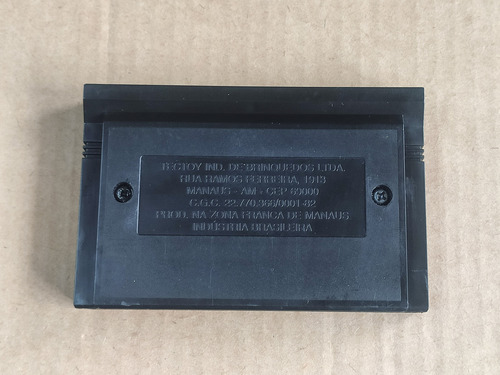 TECTOY IND. DE BRINQUEDOS LTDA.
RUA RAMOS FERREIRA, 1913
MANAUS - AM - CEP 69000
C.G.C. 22.770.366/0001-82
PROD. NA ZONA FRANCA DE MANAUS
INDÚSTRIA BRASILEIRA